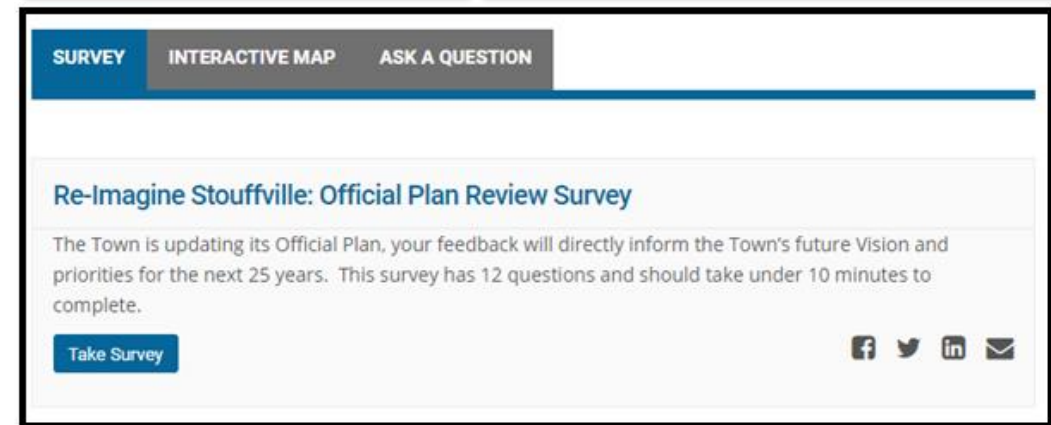 SURVEY INTERACTIVE MAP ASK A QUESTION
Re-Imagine Stouffville: Official Plan Review Survey
The Town is updating its Official Plan, your feedback will directly inform the Town's future Vision and
priorities for the next 25 years.  This survey has 12 questions and should take under 10 minutes to
complete.
Take Survey